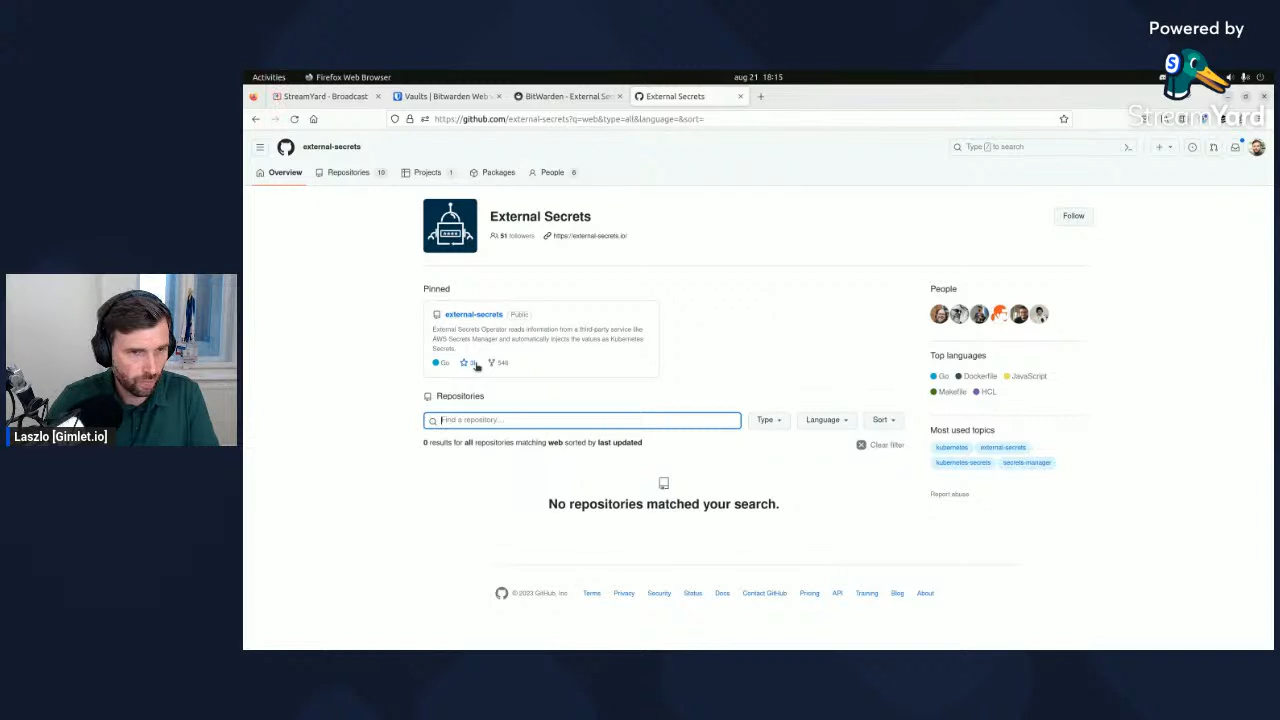 Powered by
S
StreamYard
Activities
Firefox Web Browser
aug 21 18:15
StreamYard - Broadcast
Vaults | Bitwarden Web
BitWarden - External Sec
External Secrets
https://github.com/external-secrets?q=web&type=all&language=&sort=
external-secrets
Type / to search
Overview
Repositories 10
Projects 1
Packages
People 6
External Secrets
51 followers
https://external-secrets.io/
Follow
Pinned
external-secrets Public
External Secrets Operator reads information from a third-party service like
AWS Secrets Manager and automatically injects the values as Kubernetes
Secrets.
Go
546
Repositories
Find a repository...
Type
Language
Sort
0 results for all repositories matching web sorted by last updated
Clear filter
No repositories matched your search.
People
Top languages
Go Dockerfile JavaScript
Makefile HCL
Most used topics
kubernetes external-secrets
kubernetes-secrets secrets-manager
Report abuse
© 2023 GitHub, Inc.
Terms
Privacy
Security
Status
Docs
Contact GitHub
Pricing
API
Training
Blog
About
Laszlo [Gimlet.io]